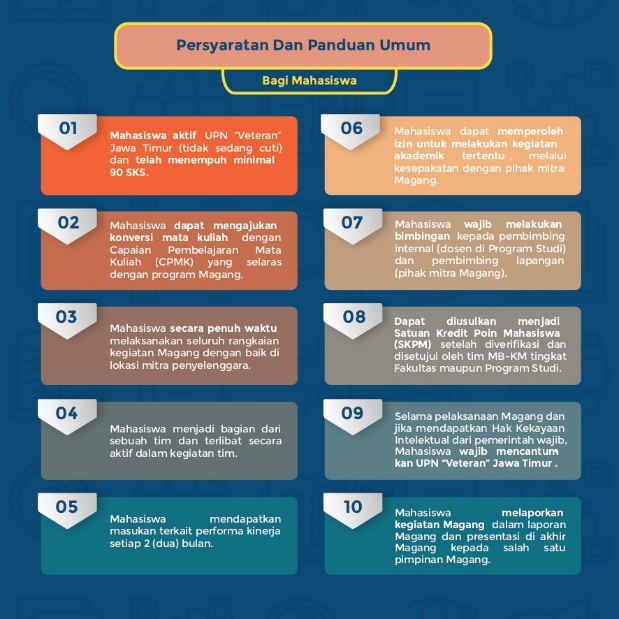 Persyaratan Dan Panduan Umum
Bagi Mahasiswa
01
Mahasiswa aktif UPN "Veteran"
Jawa Timur (tidak sedang cuti)
dan telah menempuh minimal
90 SKS.
02
Mahasiswa dapat mengajukan
konversi mata kuliah dengan
Capaian Pembelajaran Mata
Kuliah (CPMK) yang selaras
dengan program Magang.
03
Mahasiswa secara penuh waktu
melaksanakan seluruh rangkaian
kegiatan Magang dengan baik di
lokasi mitra penyelenggara.
04
Mahasiswa menjadi bagian dari
sebuah tim dan terlibat secara
aktif dalam kegiatan tim.
05
Mahasiswa mendapatkan
masukan terkait performa kinerja
setiap 2 (dua) bulan.
06
Mahasiswa dapat memperoleh
izin untuk melakukan kegiatan
akademik tertentu , melalui
kesepakatan dengan pihak mitra
Magang.
07
Mahasiswa wajib melakukan
bimbingan kepada pembimbing
internal (dosen di Program Studi)
dan pembimbing lapangan
(pihak mitra Magang).
08
Dapat diusulkan menjadi
Satuan Kredit Poin Mahasiswa
(SKPM) setelah diverifikasi dan
disetujui oleh tim MB-KM tingkat
Fakultas maupun Program Studi.
09
Selama pelaksanaan Magang dan
jika mendapatkan Hak Kekayaan
Intelektual dari pemerintah wajib,
Mahasiswa wajib mencantum-
kan UPN "Veteran" Jawa Timur .
10
Mahasiswa melaporkan
kegiatan Magang dalam laporan
Magang dan presentasi di akhir
Magang kepada salah satu
pimpinan Magang.